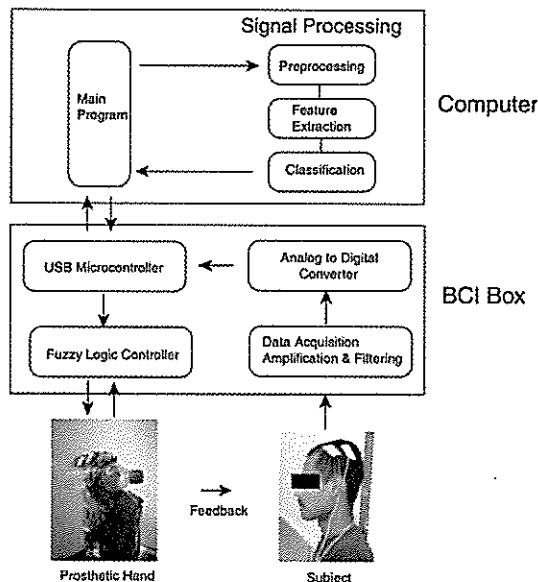 Signal Processing
Main
Program
Preprocessing
Feature
Extraction
Classification
Computer
USB Microcontroller
Analog to Digital
Converter
BCI Box
Fuzzy Logic Controller
Data Acquisition
Amplification & Filtering
Feedback
Prosthetic Hand
Subject